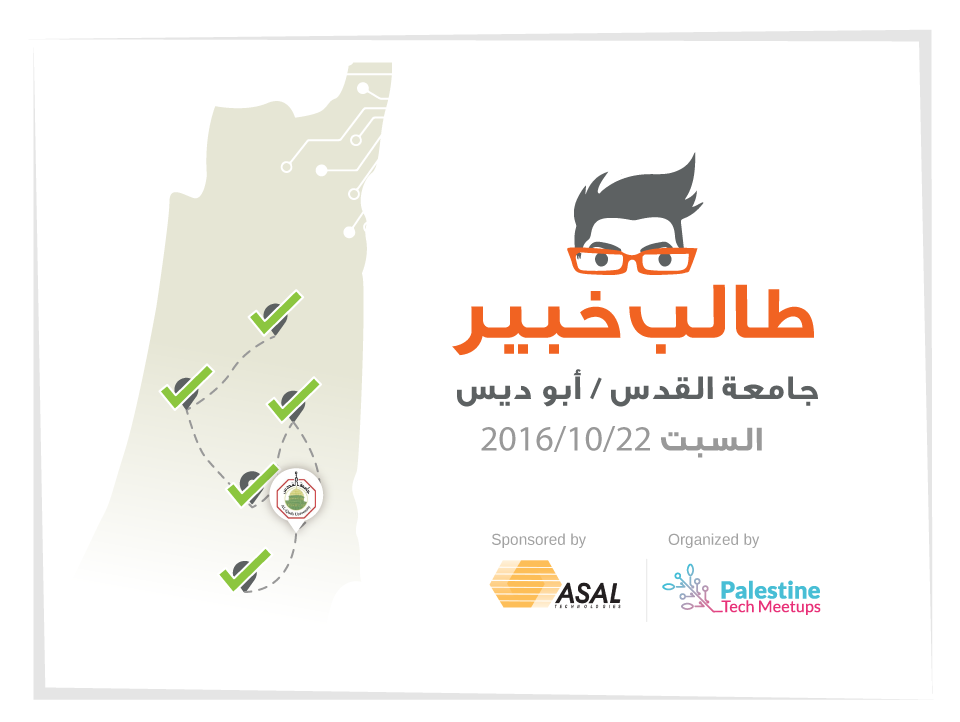 طالب خبير
جامعة القدس / أبو ديس
السبت 2016/10/22
Sponsored by
ASAL
TECHNOLOGIES
Organized by
Palestine
Tech Meetups